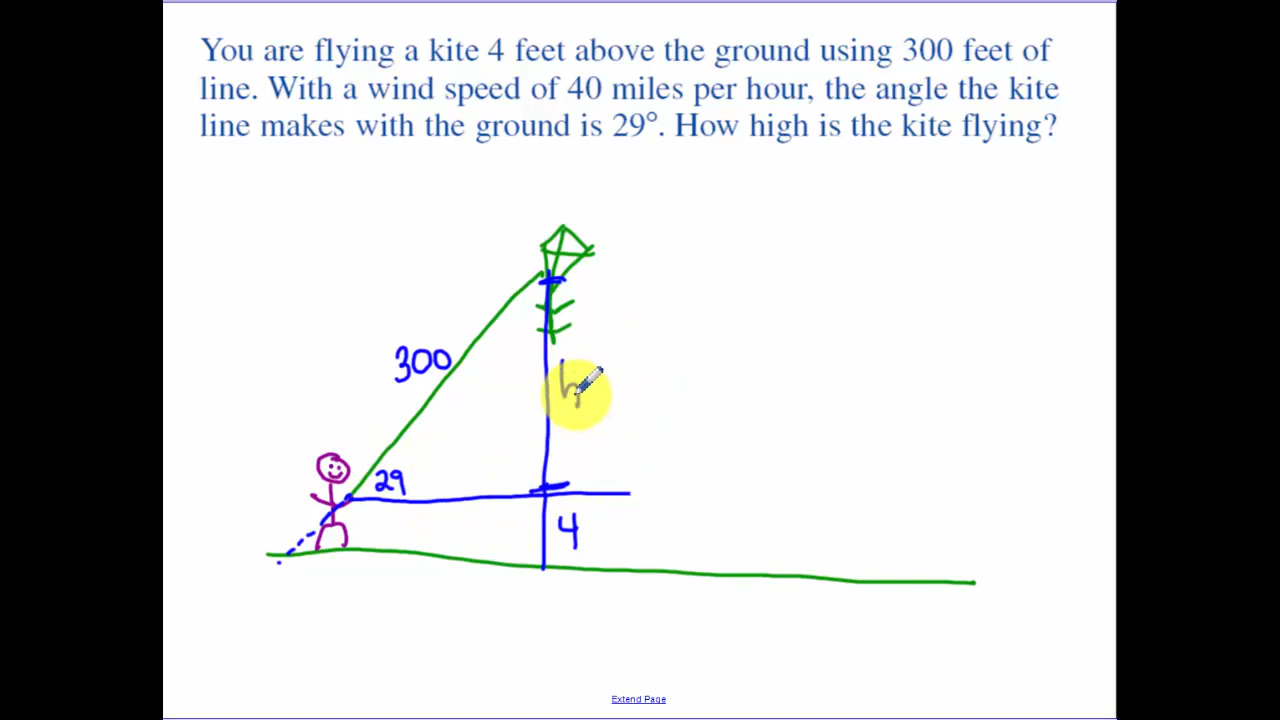 You are flying a kite 4 feet above the ground using 300 feet of
line. With a wind speed of 40 miles per hour, the angle the kite
line makes with the ground is 29°. How high is the kite flying?
300
h
29
4
Extend Page